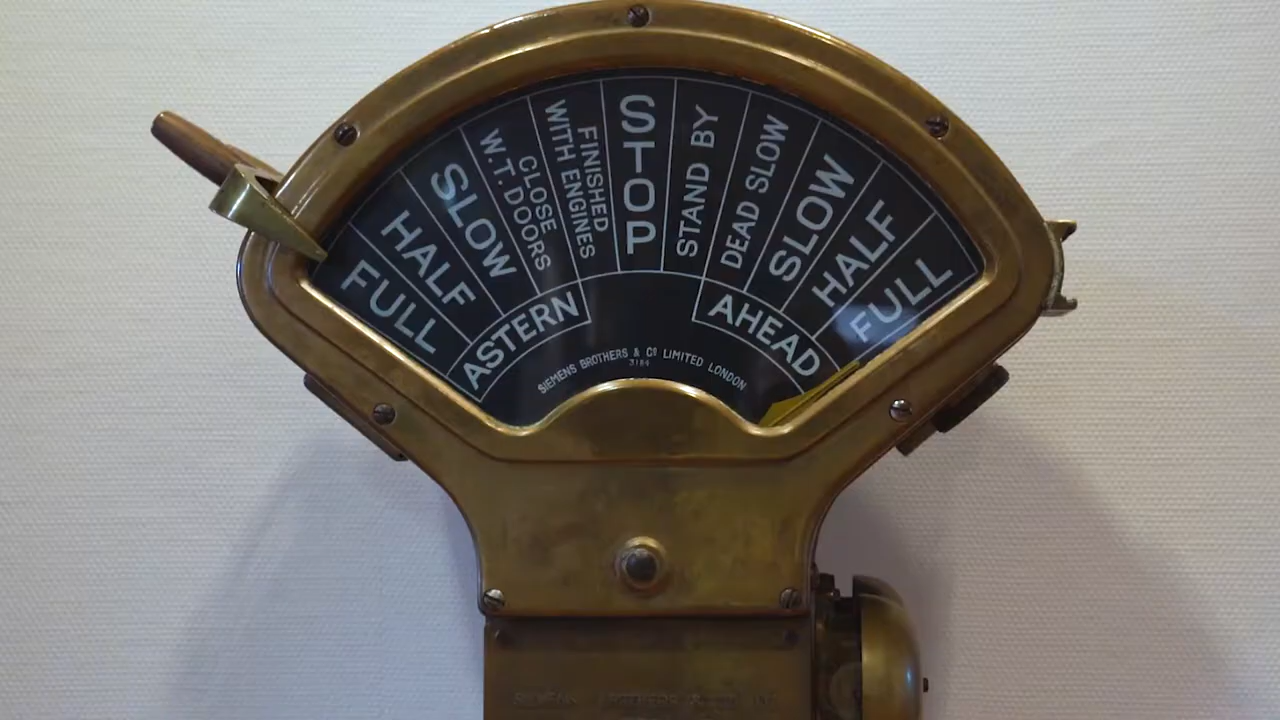 FULL
HALF
SLOW
CLOSE
W.T. DOORS
FINISHED
WITH ENGINES
STOP
STAND BY
DEAD SLOW
SLOW
HALF
FULL
ASTERN
AHEAD
SIEMENS BROTHERS & Co LIMITED LONDON